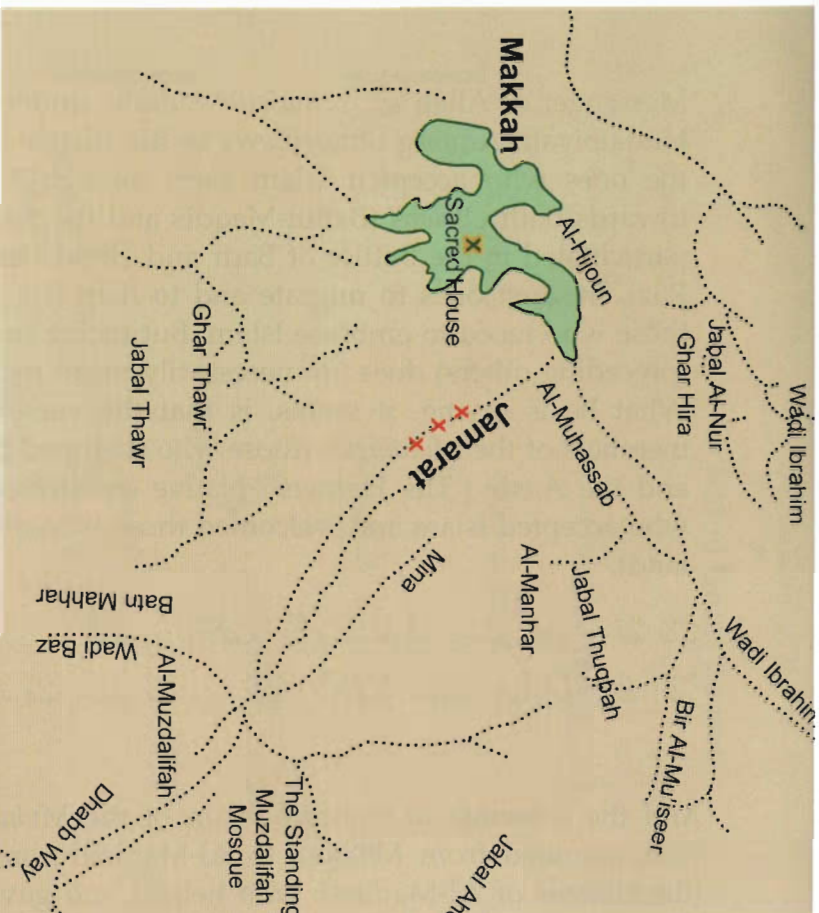 Makkah
Sacred House
Al-Hijoun
Jabal Al-Nur
Ghar Hira
Wadi Ibrahim
Ghar Thawr
Jabal Thawr
Jamarat
Al-Muhassab
Mina
Al-Manhar
Jabal Thuqbah
Wadi Ibrahim
Bir Al-Mu'iseer
Batn Mahhar
Wadi Baz
Al-Muzdalifah
The Standing
Muzdalifah
Mosque
Dhabb Way
Jabal